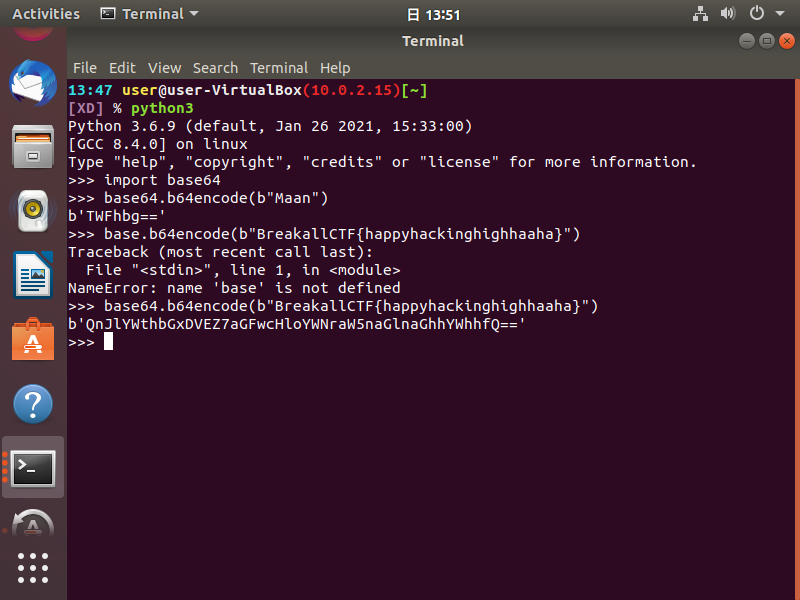 Activities Terminal 日 13:51
Terminal
File Edit View Search Terminal Help
13:47 user@user-VirtualBox(10.0.2.15)[~]
[XD] % python3
Python 3.6.9 (default, Jan 26 2021, 15:33:00)
[GCC 8.4.0] on linux
Type "help", "copyright", "credits" or "license" for more information.
>>> import base64
>>> base64.b64encode(b"Maan")
b'TWFhbg=='
>>> base.b64encode(b"BreakallCTF{happyhackinghighhaaha}")
Traceback (most recent call last):
  File "<stdin>", line 1, in <module>
NameError: name 'base' is not defined
>>> base64.b64encode(b"BreakallCTF{happyhackinghighhaaha}")
b'QnJlYWthbGxDVEZ7aGFwcHloYWNraW5naGlnaGhhYWhhfQ=='
>>>